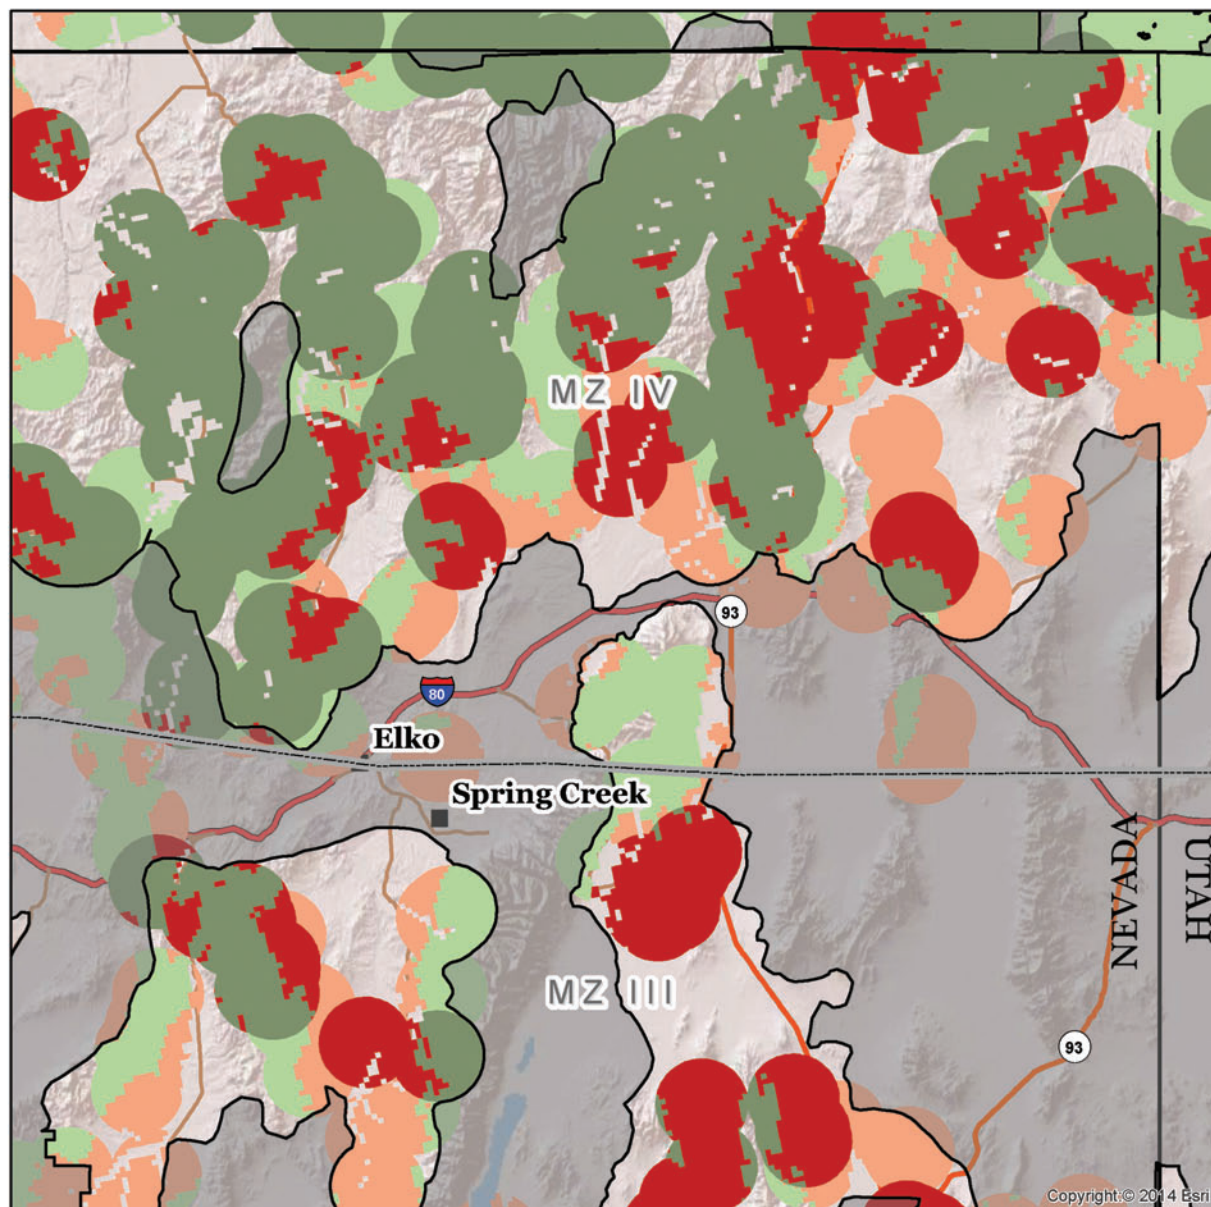 MZ IV
93
80
Elko
Spring Creek
NEVADA
UTAH
MZ III
93
Copyright:© 2014 Esri